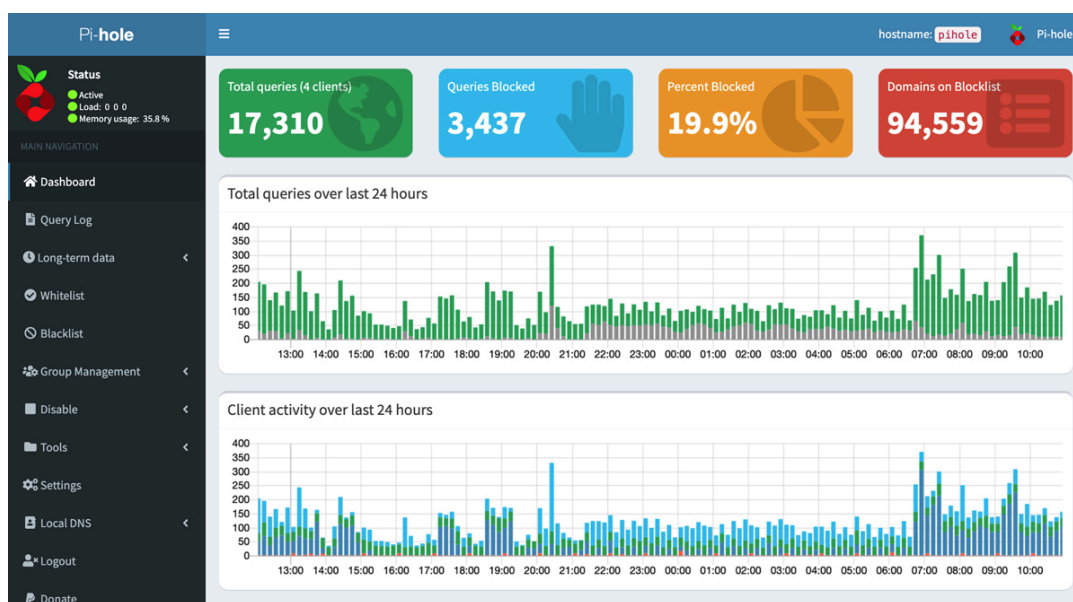 Pi-hole
hostname: pihole
Pi-hole
Status
Active
Load: 0 0 0
Memory usage: 35.8 %
MAIN NAVIGATION
Dashboard
Query Log
Long-term data
Whitelist
Blacklist
Group Management
Disable
Tools
Settings
Local DNS
Logout
Donate
Total queries (4 clients)
17,310
Queries Blocked
3,437
Percent Blocked
19.9%
Domains on Blocklist
94,559
Total queries over last 24 hours
400
350
300
250
200
150
100
50
0
13:00 14:00 15:00 16:00 17:00 18:00 19:00 20:00 21:00 22:00 23:00 00:00 01:00 02:00 03:00 04:00 05:00 06:00 07:00 08:00 09:00 10:00
Client activity over last 24 hours
400
350
300
250
200
150
100
50
0
13:00 14:00 15:00 16:00 17:00 18:00 19:00 20:00 21:00 22:00 23:00 00:00 01:00 02:00 03:00 04:00 05:00 06:00 07:00 08:00 09:00 10:00